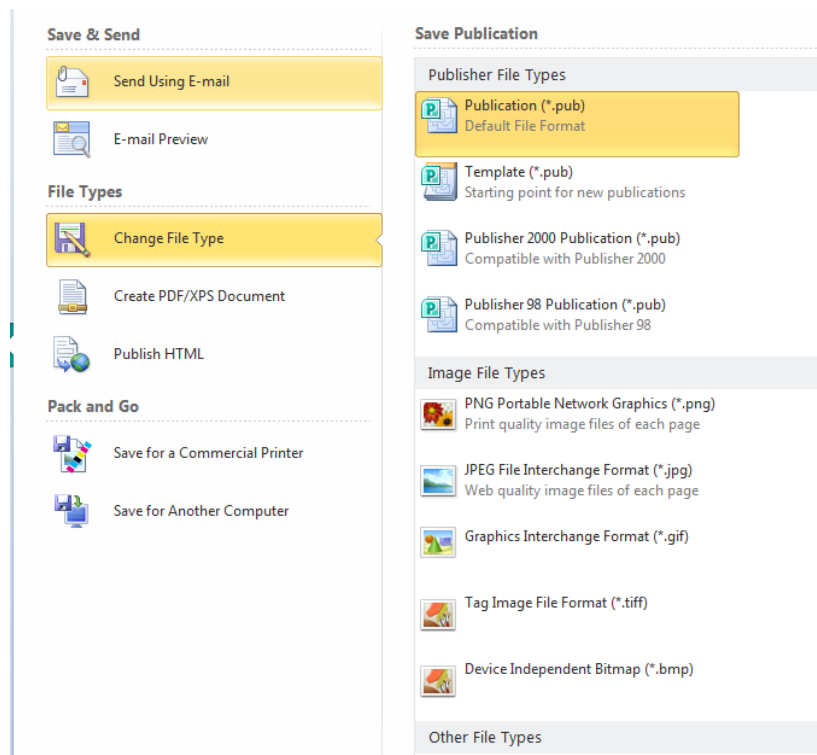 Save & Send
Send Using E-mail
E-mail Preview
File Types
Change File Type
Create PDF/XPS Document
Publish HTML
Pack and Go
Save for a Commercial Printer
Save for Another Computer
Save Publication
Publisher File Types
Publication (*.pub)
Default File Format
Template (*.pub)
Starting point for new publications
Publisher 2000 Publication (*.pub)
Compatible with Publisher 2000
Publisher 98 Publication (*.pub)
Compatible with Publisher 98
Image File Types
PNG Portable Network Graphics (*.png)
Print quality image files of each page
JPEG File Interchange Format (*.jpg)
Web quality image files of each page
Graphics Interchange Format (*.gif)
Tag Image File Format (*.tiff)
Device Independent Bitmap (*.bmp)
Other File Types